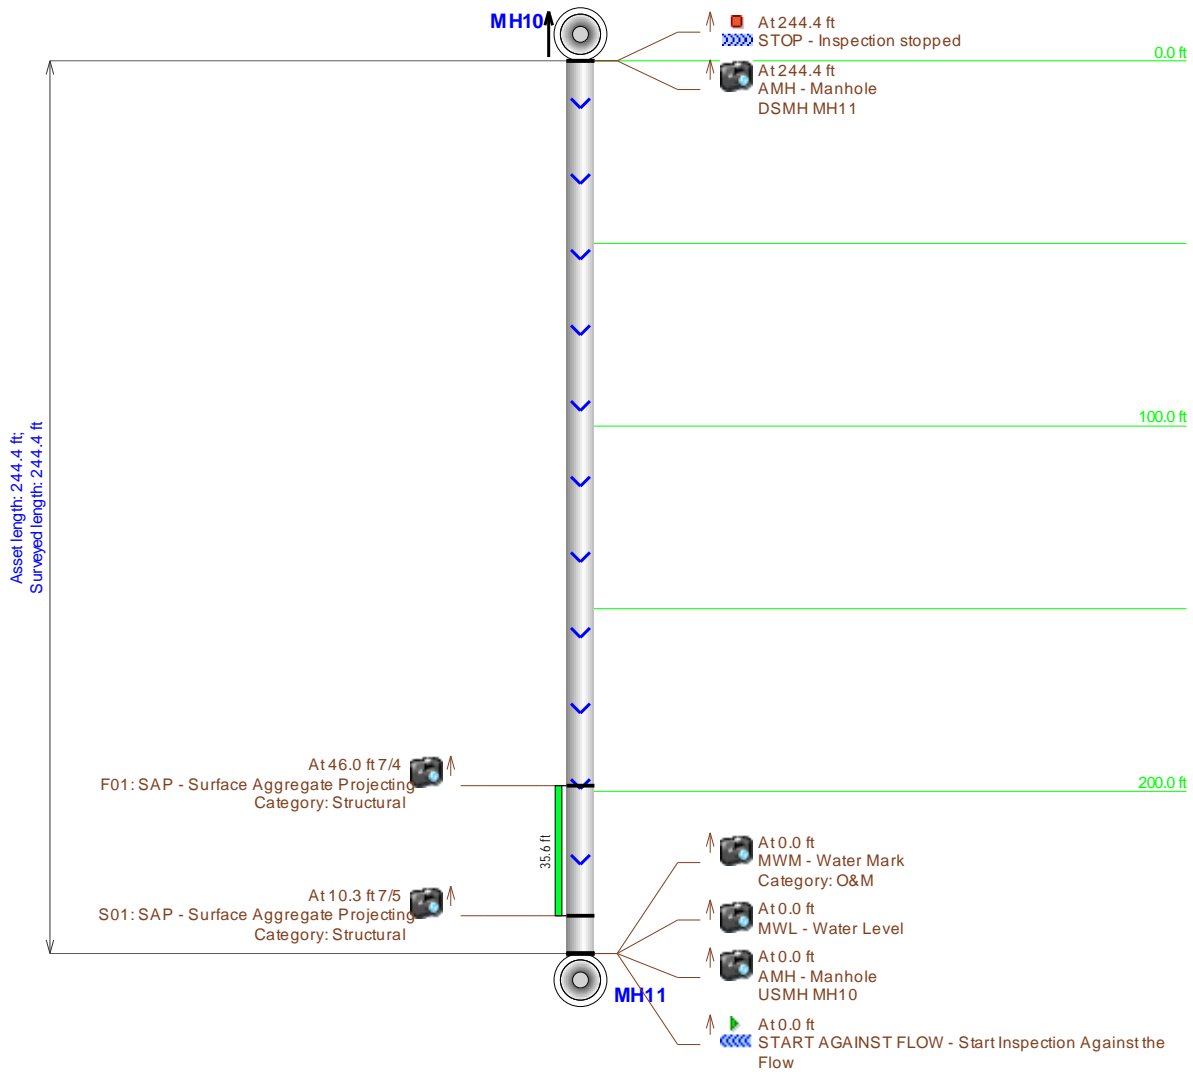 MH10
At 244.4 ft
STOP - Inspection stopped
0.0 ft
At 244.4 ft
AMH - Manhole
DSMH MH11
100.0 ft
Asset length: 244.4 ft;
Surveyed length: 244.4 ft
At 46.0 ft 7/4
F01: SAP - Surface Aggregate Projecting
Category: Structural
200.0 ft
35.6 ft
At 10.3 ft 7/5
S01: SAP - Surface Aggregate Projecting
Category: Structural
At 0.0 ft
MWM - Water Mark
Category: O&M
At 0.0 ft
MWL - Water Level
At 0.0 ft
AMH - Manhole
USMH MH10
MH11
At 0.0 ft
START AGAINST FLOW - Start Inspection Against the
Flow